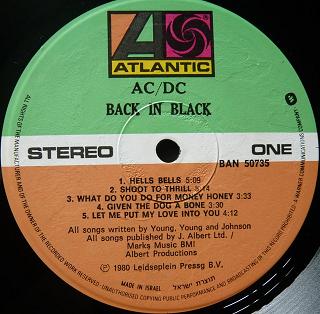 ATLANTIC
AC/DC
BACK IN BLACK
STEREO
ONE
BAN 50735
1. HELLS BELLS 5:09
2. SHOOT TO THRILL 5:14
3. WHAT DO YOU DO FOR MONEY HONEY 3:33
4. GIVEN THE DOG A BONE 3:30
5. LET ME PUT MY LOVE INTO YOU 4:12
All songs written by Young, Young and Johnson
All songs published by J. Albert Ltd. /
Marks Music BMI
Albert Productions
℗ 1980 Leidseplein Pressg B.V.
MADE IN ISRAEL
תוצרת ישראל
ALL RIGHTS OF THE MANUFACTURER AND OF THE OWNER OF THE RECORDED WORK RESERVED - UNAUTHORISED COPYING PUBLIC PERFORMANCE AND BROADCASTING OF THIS RECORD PROHIBITED - A WARNER COMMUNICATIONS COMPANY